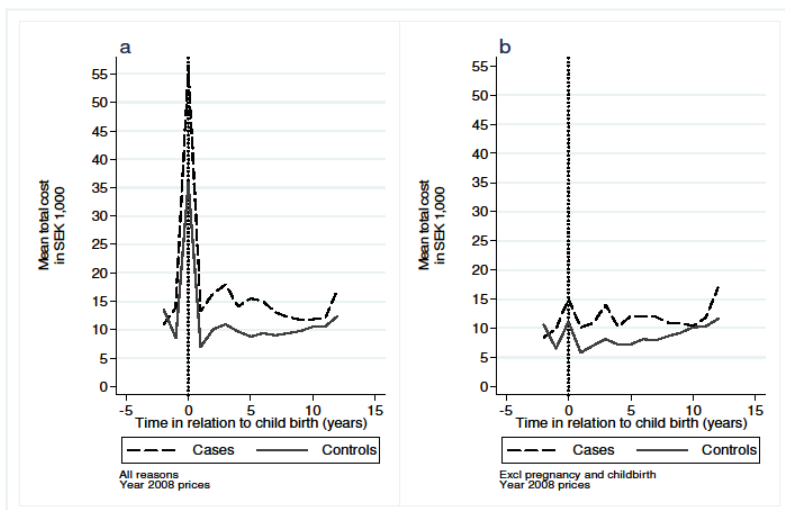 a
55
50
45
40
35
30
25
20
15
10
5
0
Mean total cost
in SEK 1,000
-5 0 5 10 15
Time in relation to child birth (years)
Cases Controls
All reasons
Year 2008 prices
b
55
50
45
40
35
30
25
20
15
10
5
0
Mean total cost
in SEK 1,000
-5 0 5 10 15
Time in relation to child birth (years)
Cases Controls
Excl pregnancy and childbirth
Year 2008 prices